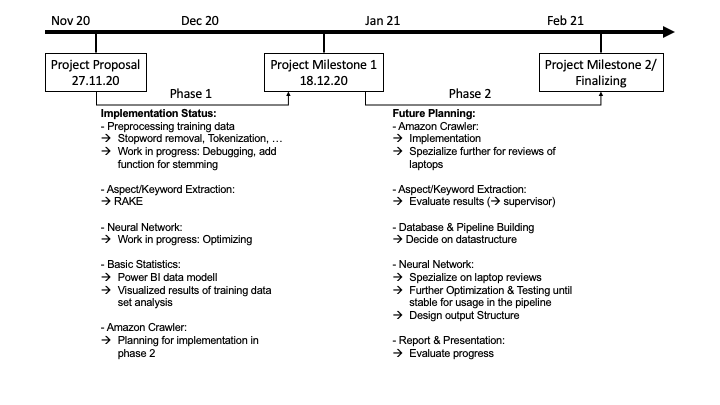 Nov 20 Dec 20 Jan 21 Feb 21
Project Proposal
27.11.20
Project Milestone 1
18.12.20
Project Milestone 2/
Finalizing
Phase 1
Phase 2
Implementation Status:
- Preprocessing training data
→ Stopword removal, Tokenization, ...
→ Work in progress: Debugging, add
function for stemming
- Aspect/Keyword Extraction:
→ RAKE
- Neural Network:
→ Work in progress: Optimizing
- Basic Statistics:
→ Power BI data modell
→ Visualized results of training data
set analysis
- Amazon Crawler:
→ Planning for implementation in
phase 2
Future Planning:
- Amazon Crawler:
→ Implementation
→ Spezialize further for reviews of
laptops
- Aspect/Keyword Extraction:
→ Evaluate results (→ supervisor)
- Database & Pipeline Building
→ Decide on datastructure
- Neural Network:
→ Spezialize on laptop reviews
→ Further Optimization & Testing until
stable for usage in the pipeline
→ Design output Structure
- Report & Presentation:
→ Evaluate progress